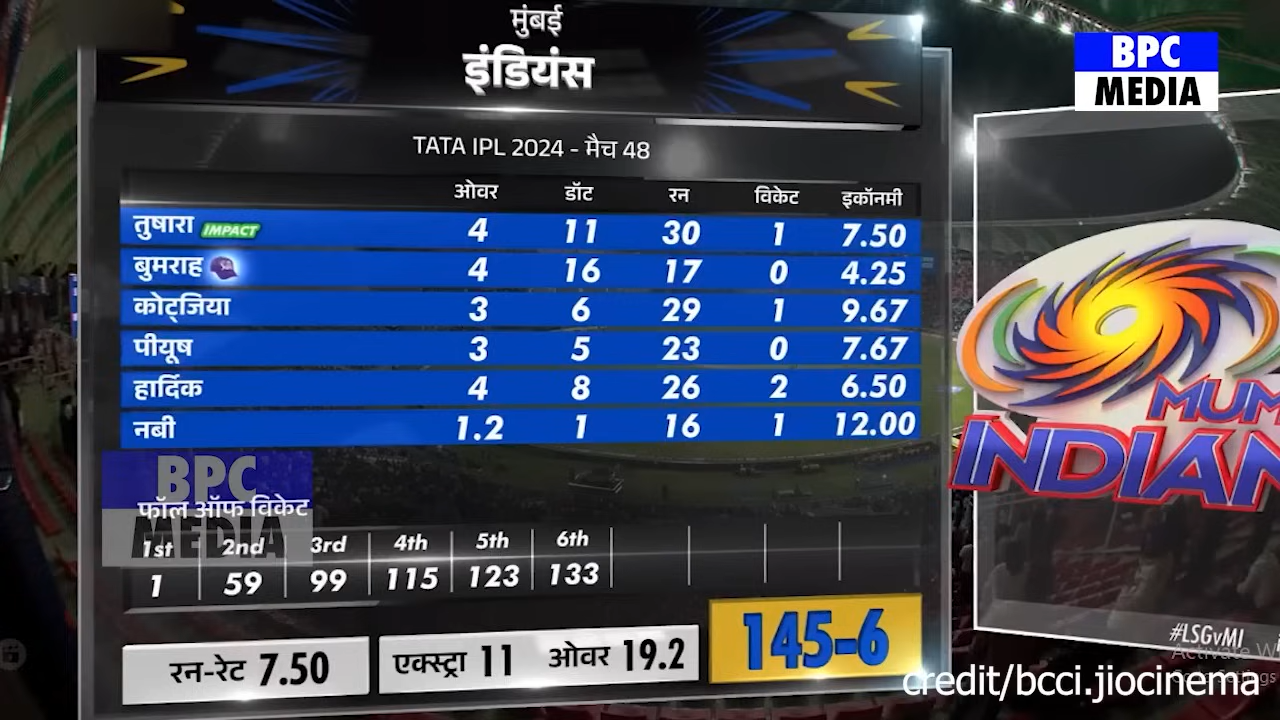 मुंबई
इंडियंस
BPC
MEDIA
TATA IPL 2024 - मैच 48
ओवर डॉट रन विकेट इकॉनमी
तुषारा IMPACT 4 11 30 1 7.50
बुमराह 4 16 17 0 4.25
कोट्जिया 3 6 29 1 9.67
पीयूष 3 5 23 0 7.67
हार्दिक 4 8 26 2 6.50
नबी 1.2 1 16 1 12.00
MUM
INDIAN
BPC
MEDIA
फॉल ऑफ विकेट
1st 2nd 3rd 4th 5th 6th
1 59 99 115 123 133
रन-रेट 7.50 एक्स्ट्रा 11 ओवर 19.2 145-6
#LSGvMI
Activate W
credit/bcci.jiocinema